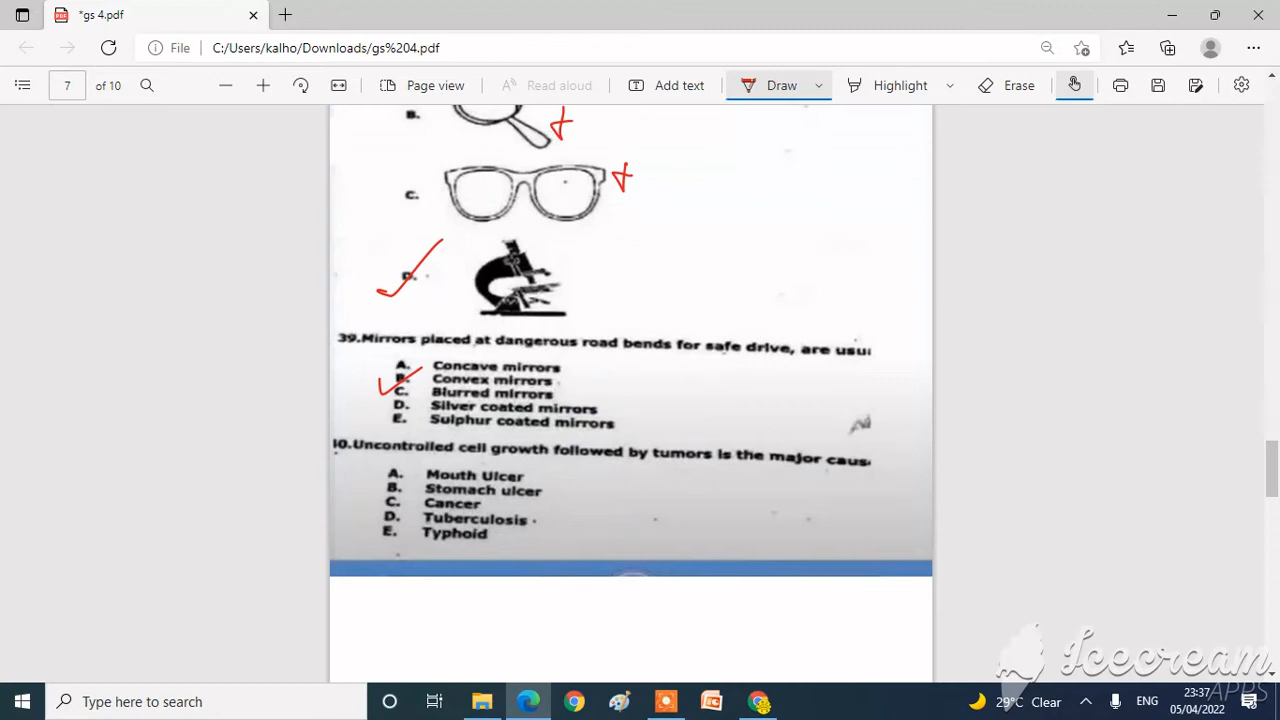 *gs 4.pdf
File C:/Users/kalho/Downloads/gs%204.pdf
7 of 10 Page view Read aloud Add text Draw Highlight Erase
B.
C.
D.
39.Mirrors placed at dangerous road bends for safe drive, are usu
A. Concave mirrors
B. Convex mirrors
C. Blurred mirrors
D. Silver coated mirrors
E. Sulphur coated mirrors
40.Uncontrolled cell growth followed by tumors is the major caus
A. Mouth Ulcer
B. Stomach ulcer
C. Cancer
D. Tuberculosis
E. Typhoid
Icecream
APPS
Type here to search 29°C Clear ENG 23:37
05/04/2022